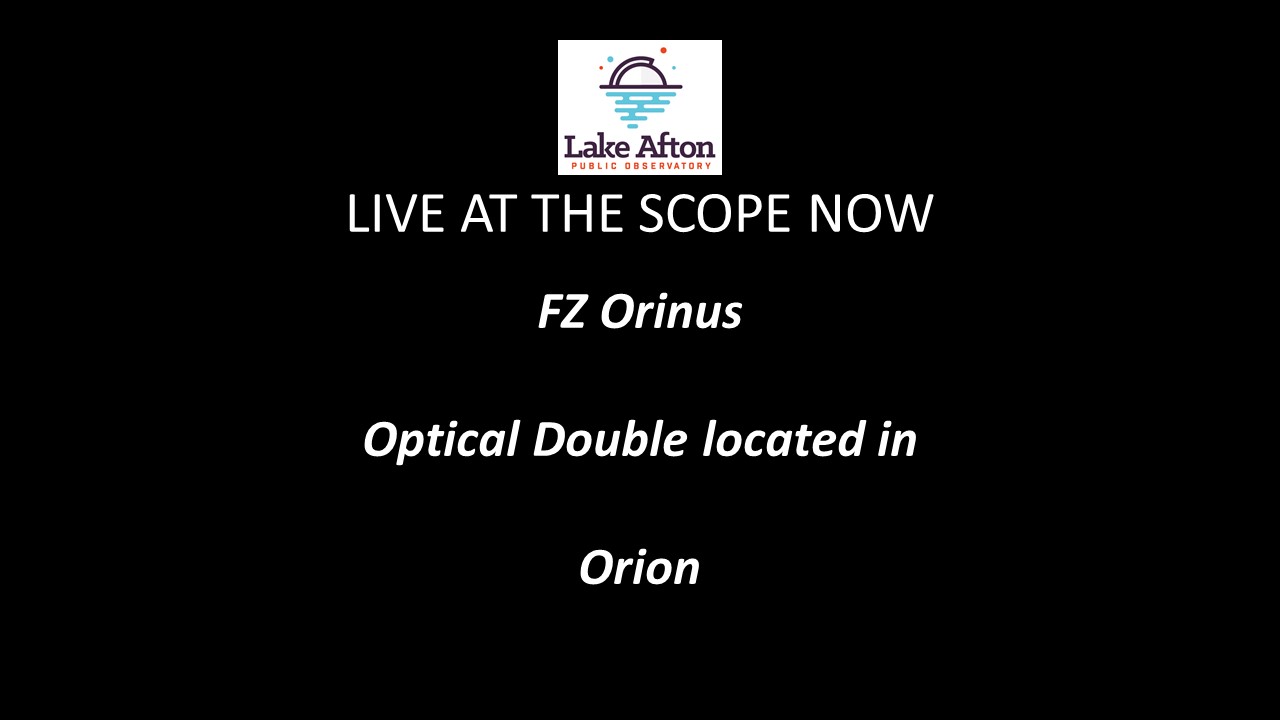 Lake Afton
PUBLIC OBSERVATORY
LIVE AT THE SCOPE NOW
FZ Orinus
Optical Double located in
Orion